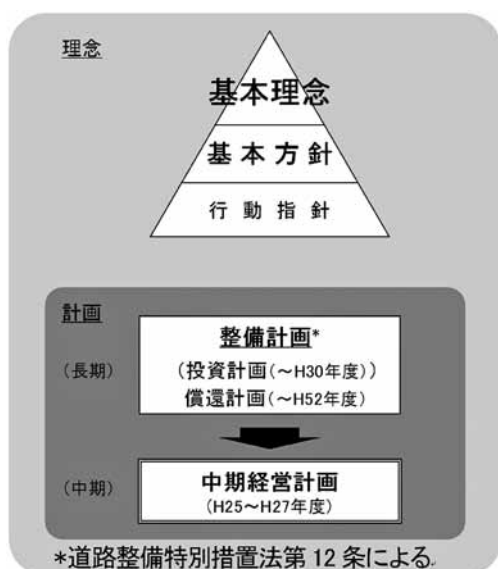 理念
基本理念
基本方針
行動指針
計画
(長期)
整備計画*
(投資計画(～H30年度))
償還計画(～H52年度)
(中期)
中期経営計画
(H25～H27年度)
*道路整備特別措置法第12条による